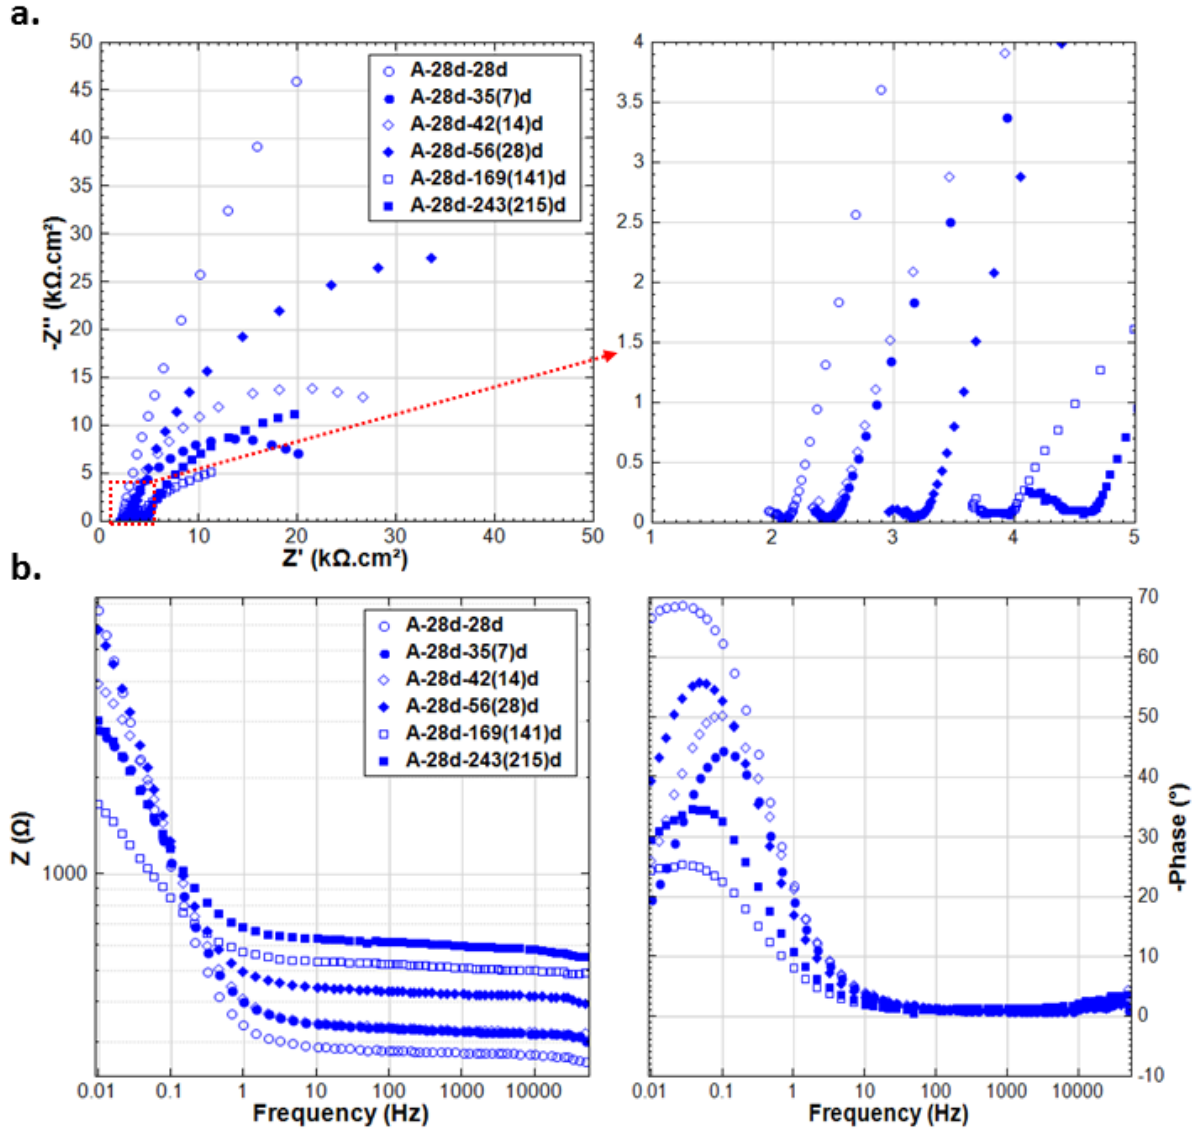 a.
-Z'' (kΩ.cm²)
50
45
40
35
30
25
20
15
10
5
0
A-28d-28d
A-28d-35(7)d
A-28d-42(14)d
A-28d-56(28)d
A-28d-169(141)d
A-28d-243(215)d
0 10 20 30 40 50
Z' (kΩ.cm²)
4
3.5
3
2.5
2
1.5
1
0.5
0
1 2 3 4 5
b.
Z (Ω)
1000
A-28d-28d
A-28d-35(7)d
A-28d-42(14)d
A-28d-56(28)d
A-28d-169(141)d
A-28d-243(215)d
0.01 0.1 1 10 100 1000 10000
Frequency (Hz)
70
60
50
40
30
20
10
0
-10
-Phase (°)
0.01 0.1 1 10 100 1000 10000
Frequency (Hz)